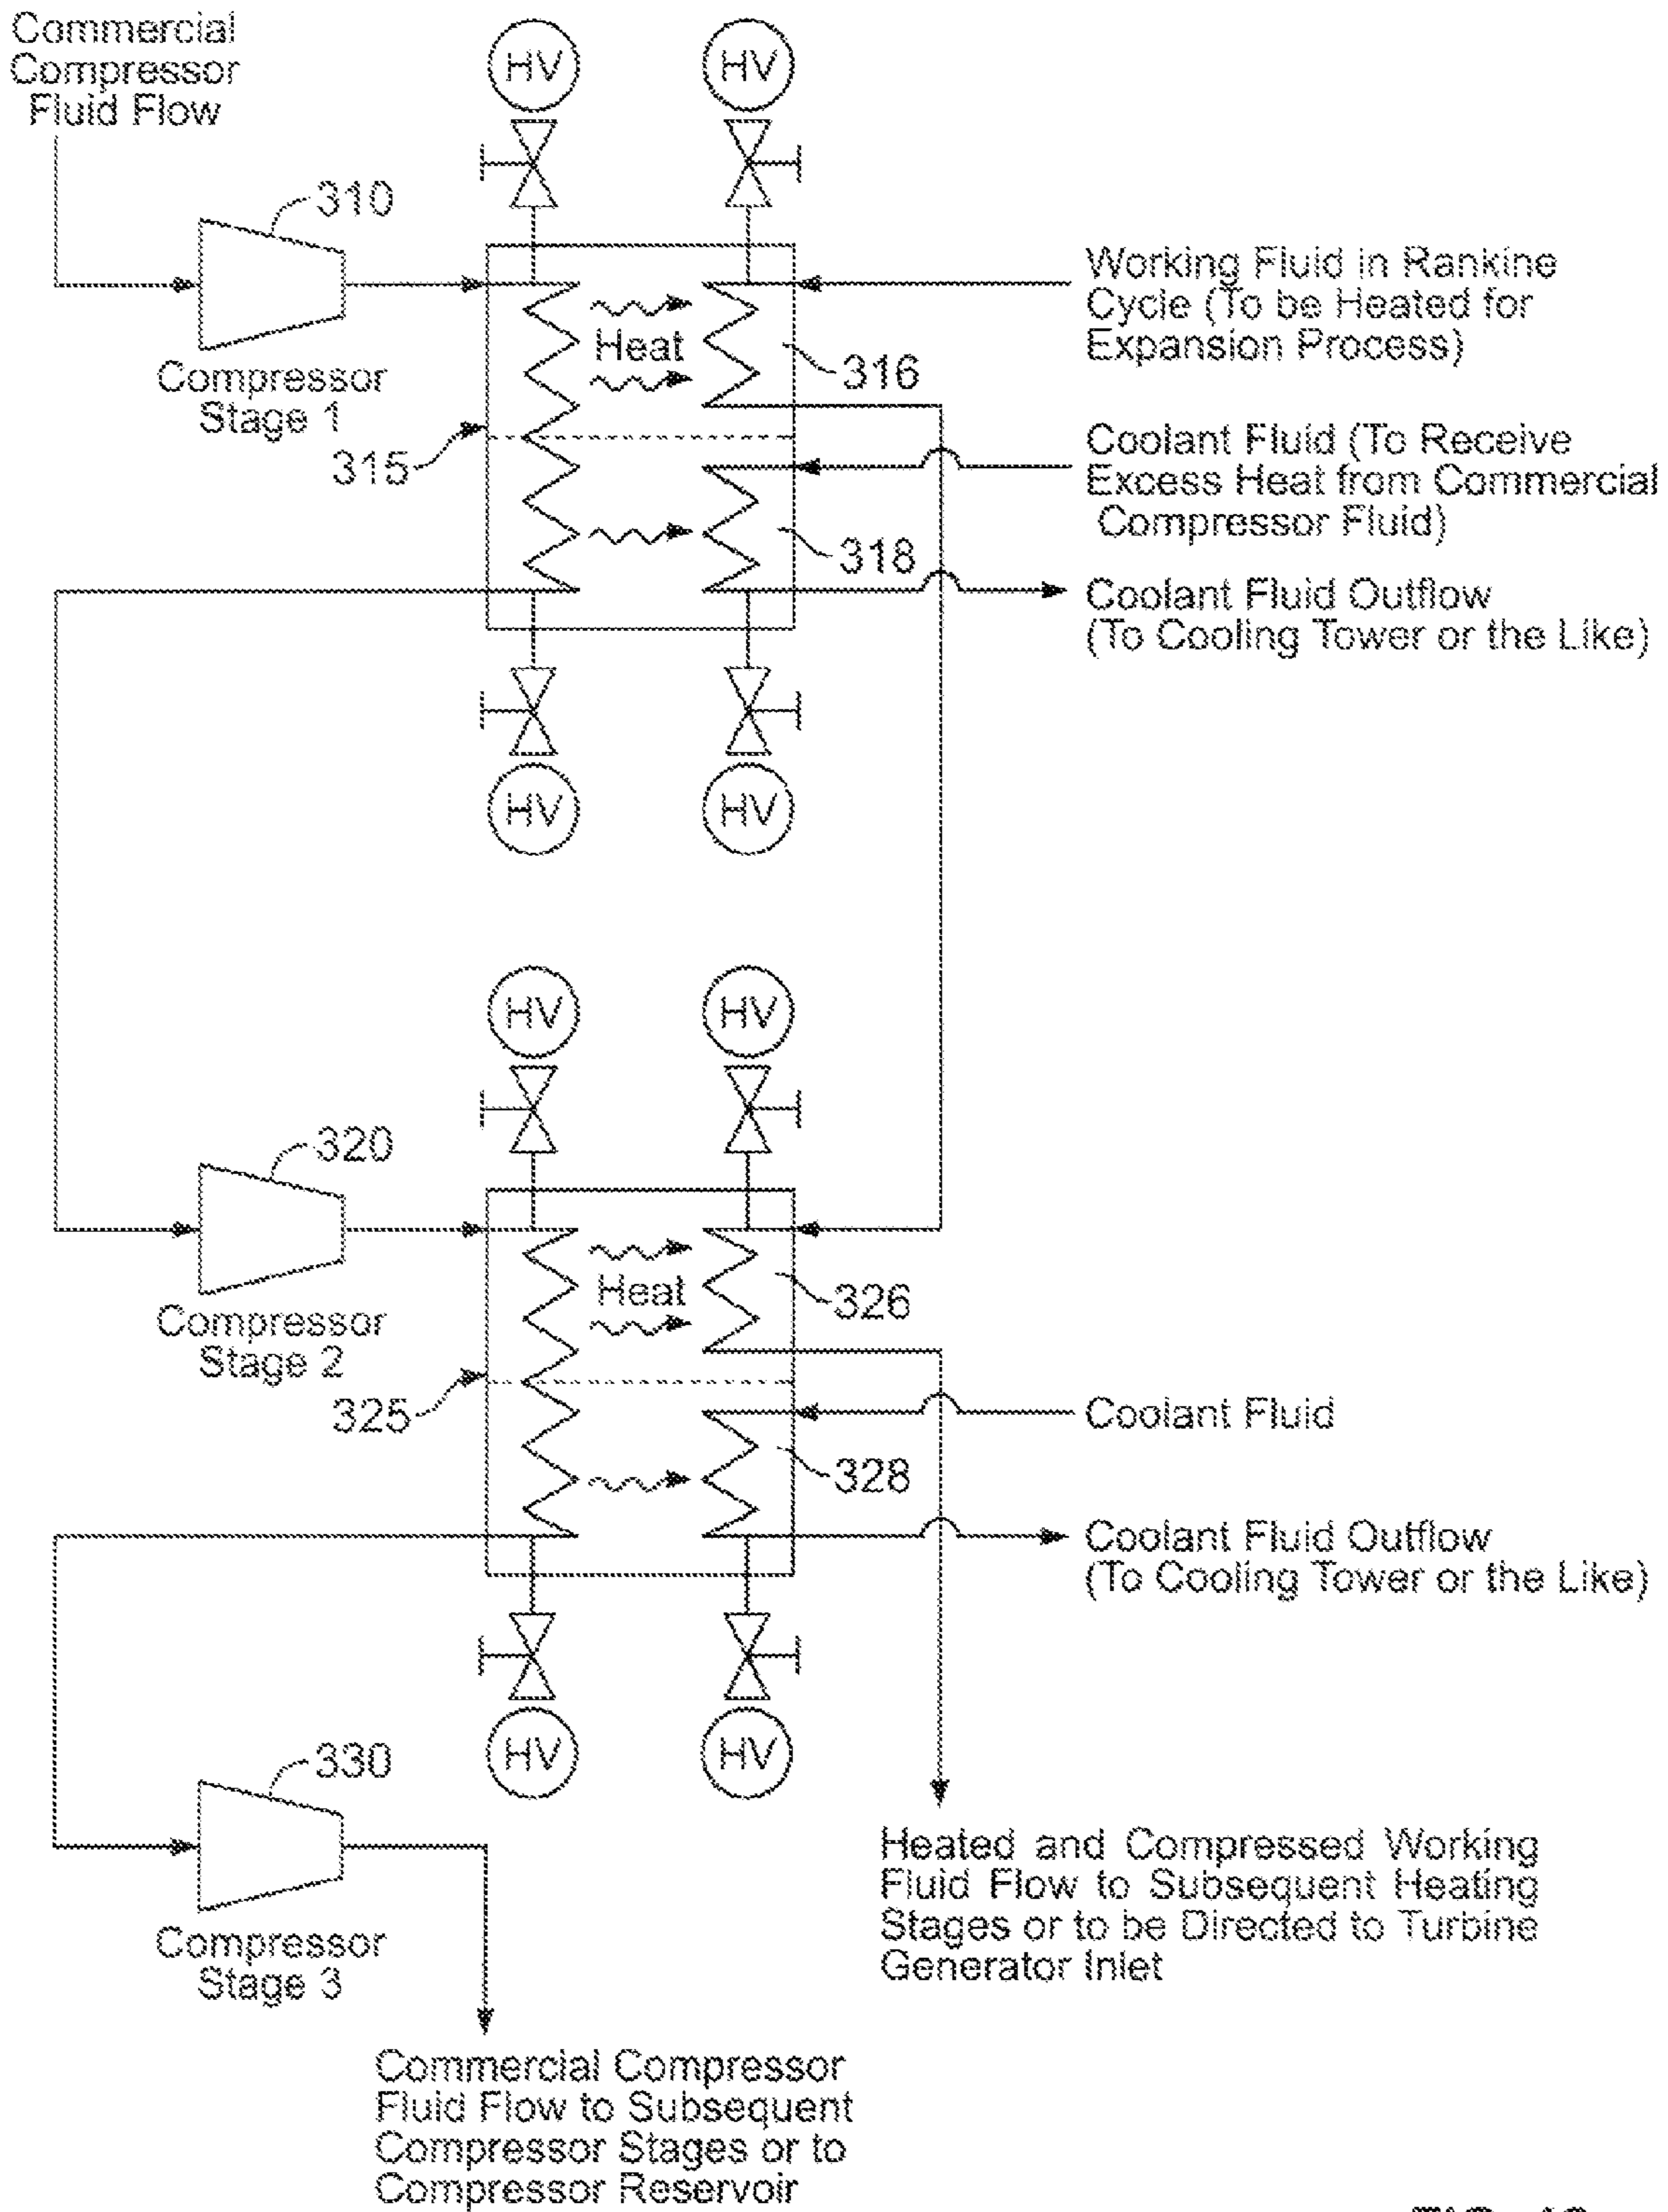 Commercial
Compressor
Fluid Flow
HV
HV
310
Compressor
Stage 1
315
Heat
316
Working Fluid in Rankine
Cycle (To be Heated for
Expansion Process)
Coolant Fluid (To Receive
Excess Heat from Commercial
Compressor Fluid)
318
Coolant Fluid Outflow
(To Cooling Tower or the Like)
HV
HV
HV
HV
320
Compressor
Stage 2
325
Heat
326
Coolant Fluid
328
Coolant Fluid Outflow
(To Cooling Tower or the Like)
HV
HV
330
Compressor
Stage 3
Heated and Compressed Working
Fluid Flow to Subsequent Heating
Stages or to be Directed to Turbine
Generator Inlet
Commercial Compressor
Fluid Flow to Subsequent
Compressor Stages or to
Compressor Reservoir